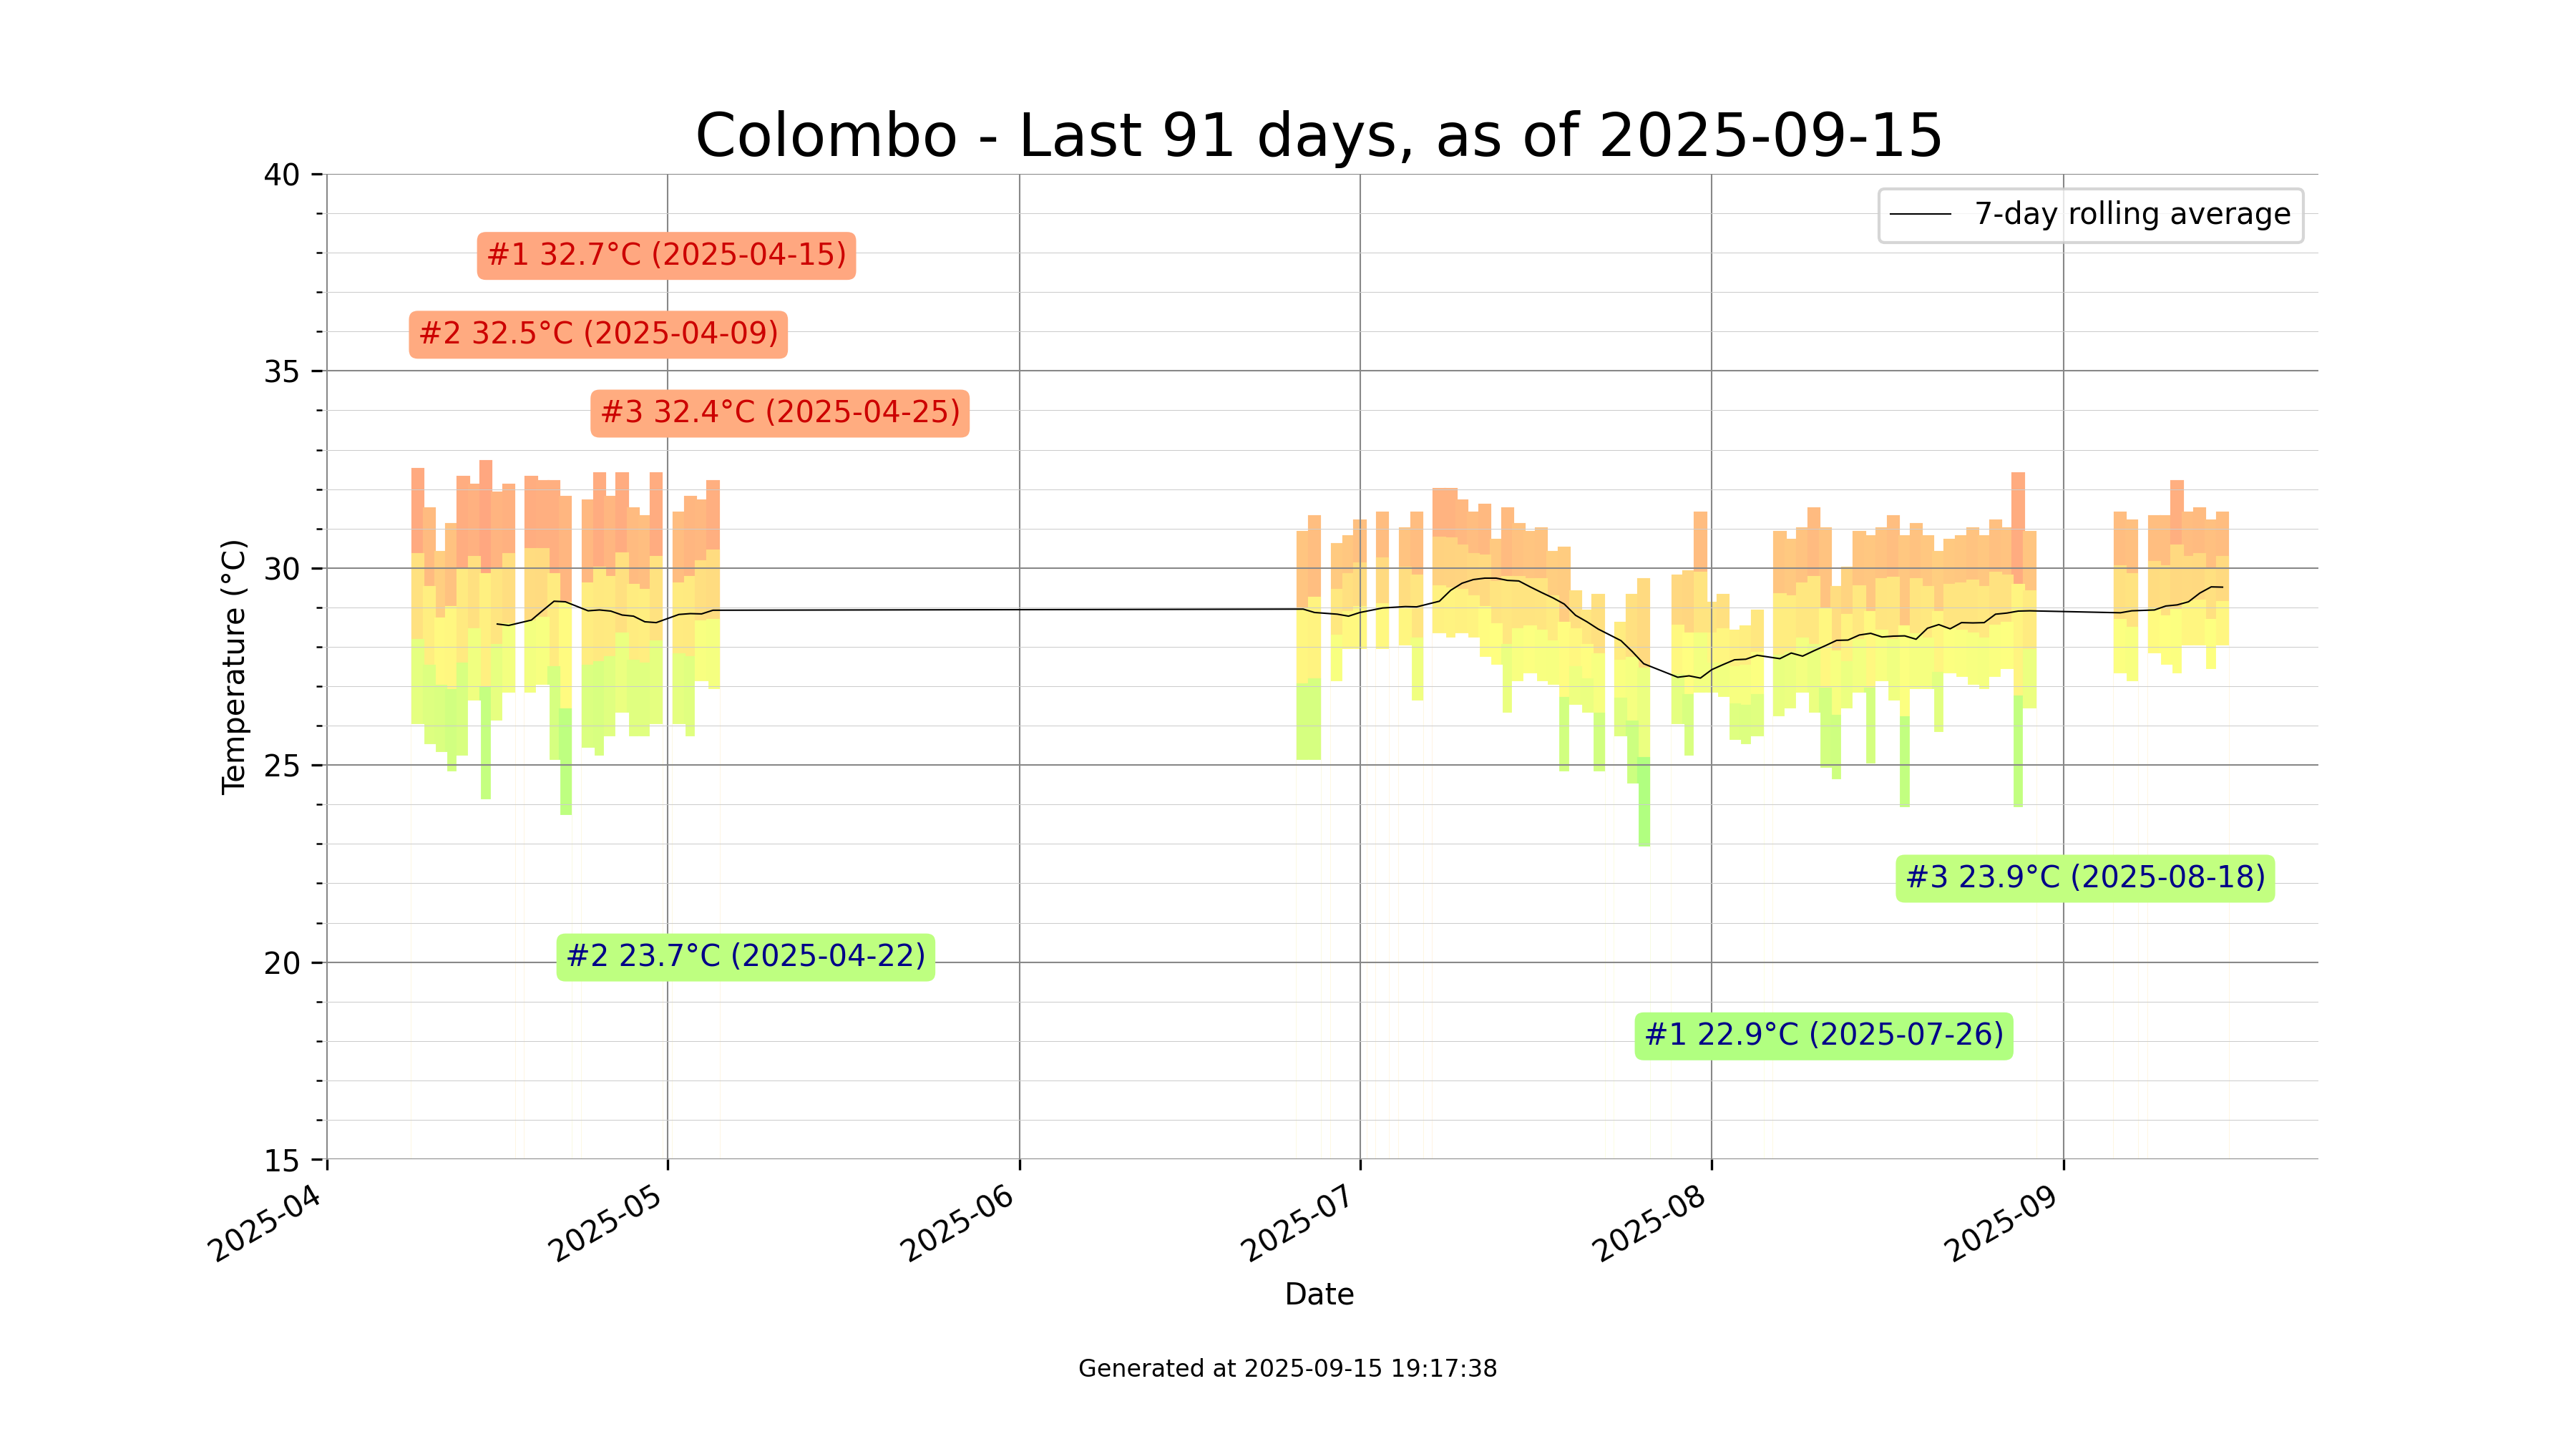 Colombo - Last 91 days, as of 2025-09-15
40
35
30
25
20
15
Temperature (°C)
7-day rolling average
#1 32.7°C (2025-04-15)
#2 32.5°C (2025-04-09)
#3 32.4°C (2025-04-25)
#3 23.9°C (2025-08-18)
#2 23.7°C (2025-04-22)
#1 22.9°C (2025-07-26)
2025-04
2025-05
2025-06
2025-07
2025-08
2025-09
Date
Generated at 2025-09-15 19:17:38